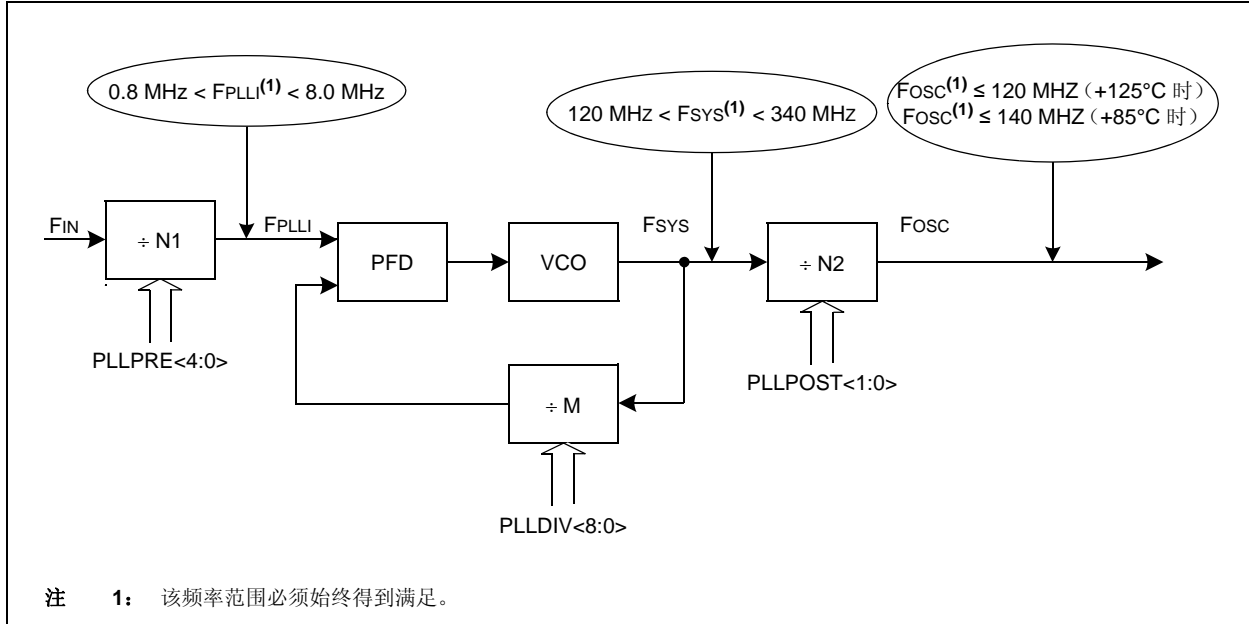 0.8 MHz < FPLLI(1) < 8.0 MHz
120 MHZ < FSYS(1) < 340 MHZ
FOSC(1) ≤ 120 MHZ（+125°C 时）
FOSC(1) ≤ 140 MHZ（+85°C 时）
FIN
÷ N1
FPLLI
PFD
VCO
FSYS
÷ N2
FOSC
PLLPRE<4:0>
÷ M
PLLPOST<1:0>
PLLDIV<8:0>
注 1： 该频率范围必须始终得到满足。